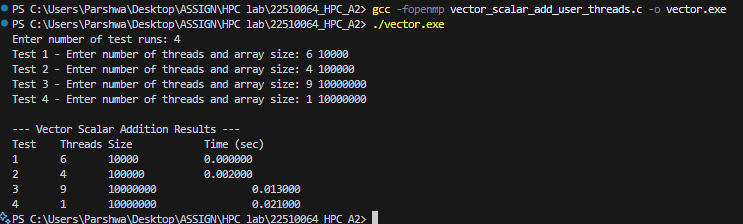 PS C:\Users\Parshwa\Desktop\ASSIGN\HPC lab\22510064_HPC_A2> gcc -fopenmp vector_scalar_add_user_threads.c -o vector.exe
PS C:\Users\Parshwa\Desktop\ASSIGN\HPC lab\22510064_HPC_A2> ./vector.exe
Enter number of test runs: 4
Test 1 - Enter number of threads and array size: 6 10000
Test 2 - Enter number of threads and array size: 4 100000
Test 3 - Enter number of threads and array size: 9 10000000
Test 4 - Enter number of threads and array size: 1 10000000
--- Vector Scalar Addition Results ---
Test Threads Size Time (sec)
1 6 10000 0.000000
2 4 100000 0.002000
3 9 10000000 0.013000
4 1 10000000 0.021000
PS C:\Users\Parshwa\Desktop\ASSIGN\HPC lab\22510064_HPC_A2>